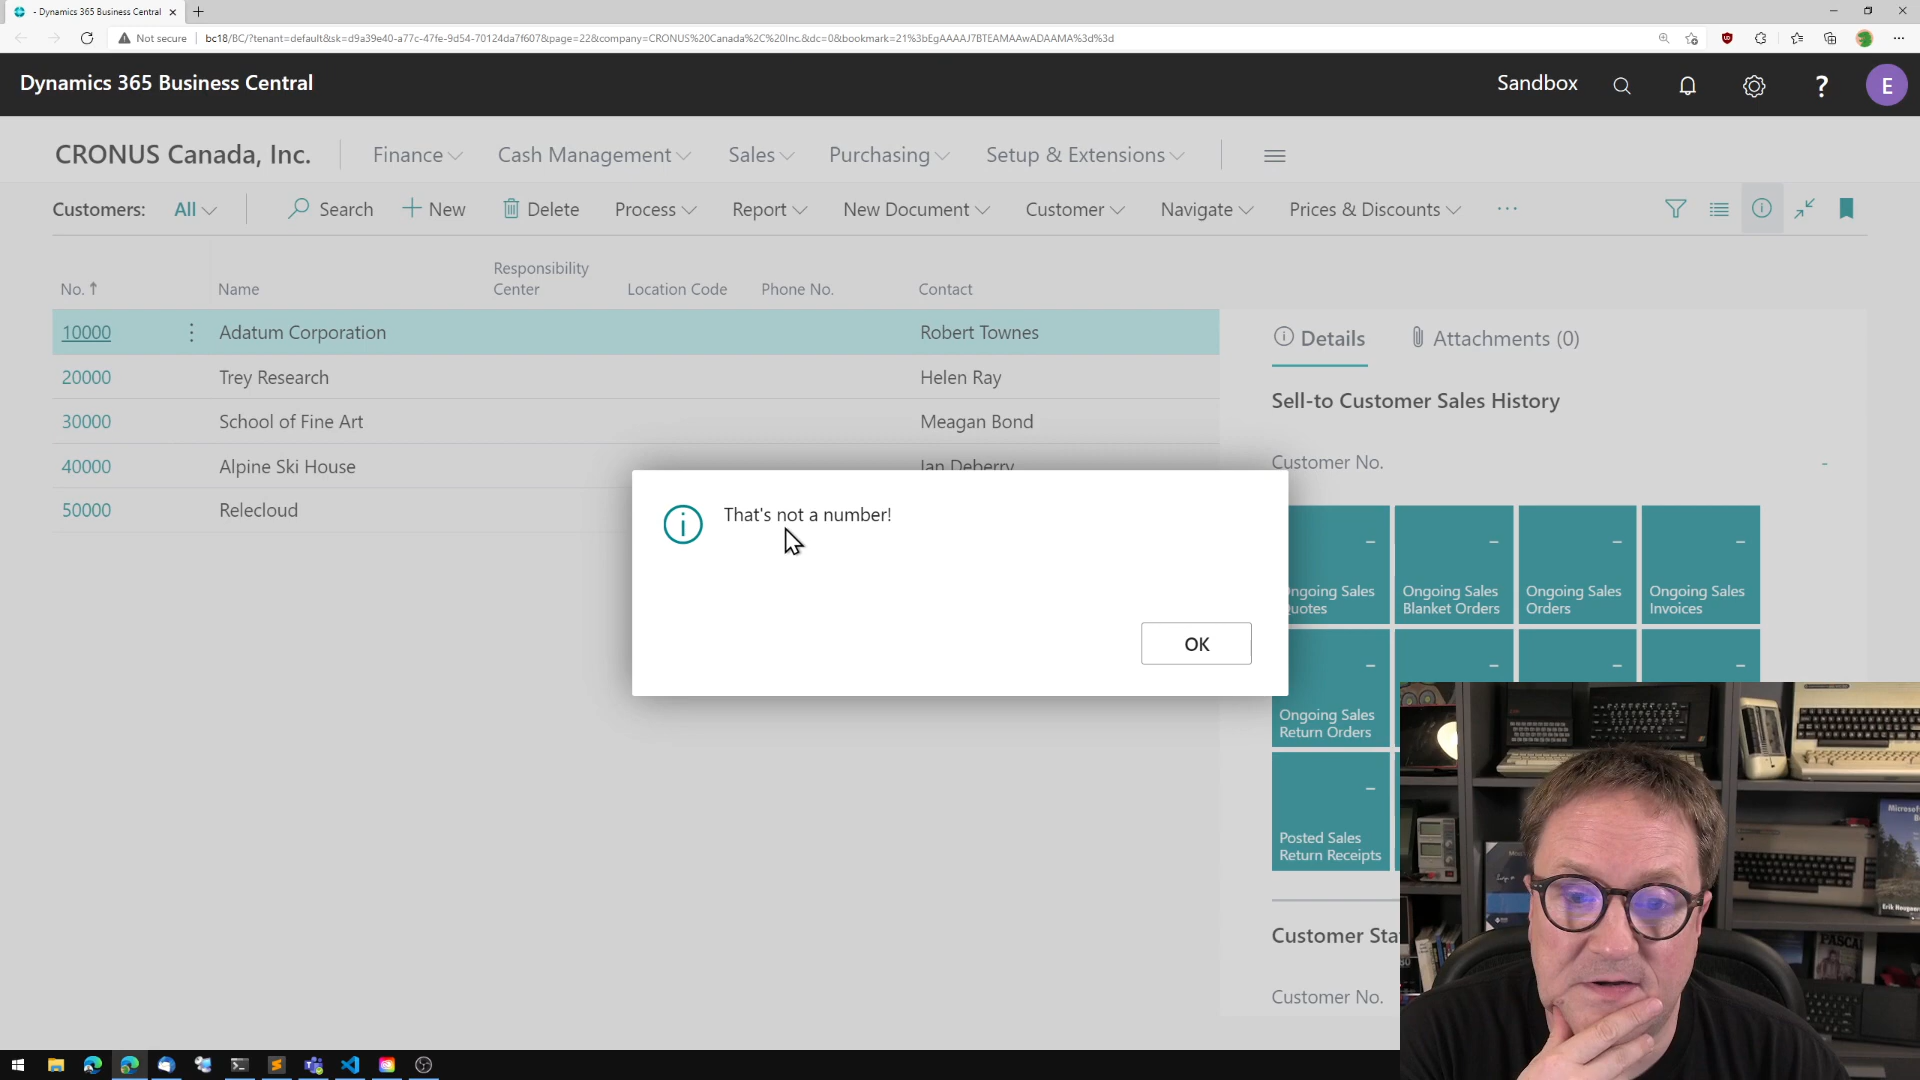 - Dynamics 365 Business Central
Not secure
bc18/BC/?tenant=default&sk=d9a39e40-a77c-47fe-9d54-70124da7f607&page=22&company=CRONUS%20Canada%2C%20Inc.&dc=0&bookmark=21%3bEgAAAAJ7BTEAMAAwADAAMA%3d%3d
Dynamics 365 Business Central
Sandbox
?
E
CRONUS Canada, Inc.
Finance
Cash Management
Sales
Purchasing
Setup & Extensions
Customers:
All
Search
New
Delete
Process
Report
New Document
Customer
Navigate
Prices & Discounts
No. ↑
Name
Responsibility
Center
Location Code
Phone No.
Contact
10000
Adatum Corporation
Robert Townes
20000
Trey Research
Helen Ray
30000
School of Fine Art
Meagan Bond
40000
Alpine Ski House
Ian Deberry
50000
Relecloud
Details
Attachments (0)
Sell-to Customer Sales History
Customer No.
-
That's not a number!
OK
Ongoing Sales
Quotes
Ongoing Sales
Blanket Orders
Ongoing Sales
Orders
Ongoing Sales
Invoices
Ongoing Sales
Return Orders
Posted Sales
Return Receipts
Customer Sta
Customer No.
PASCAL